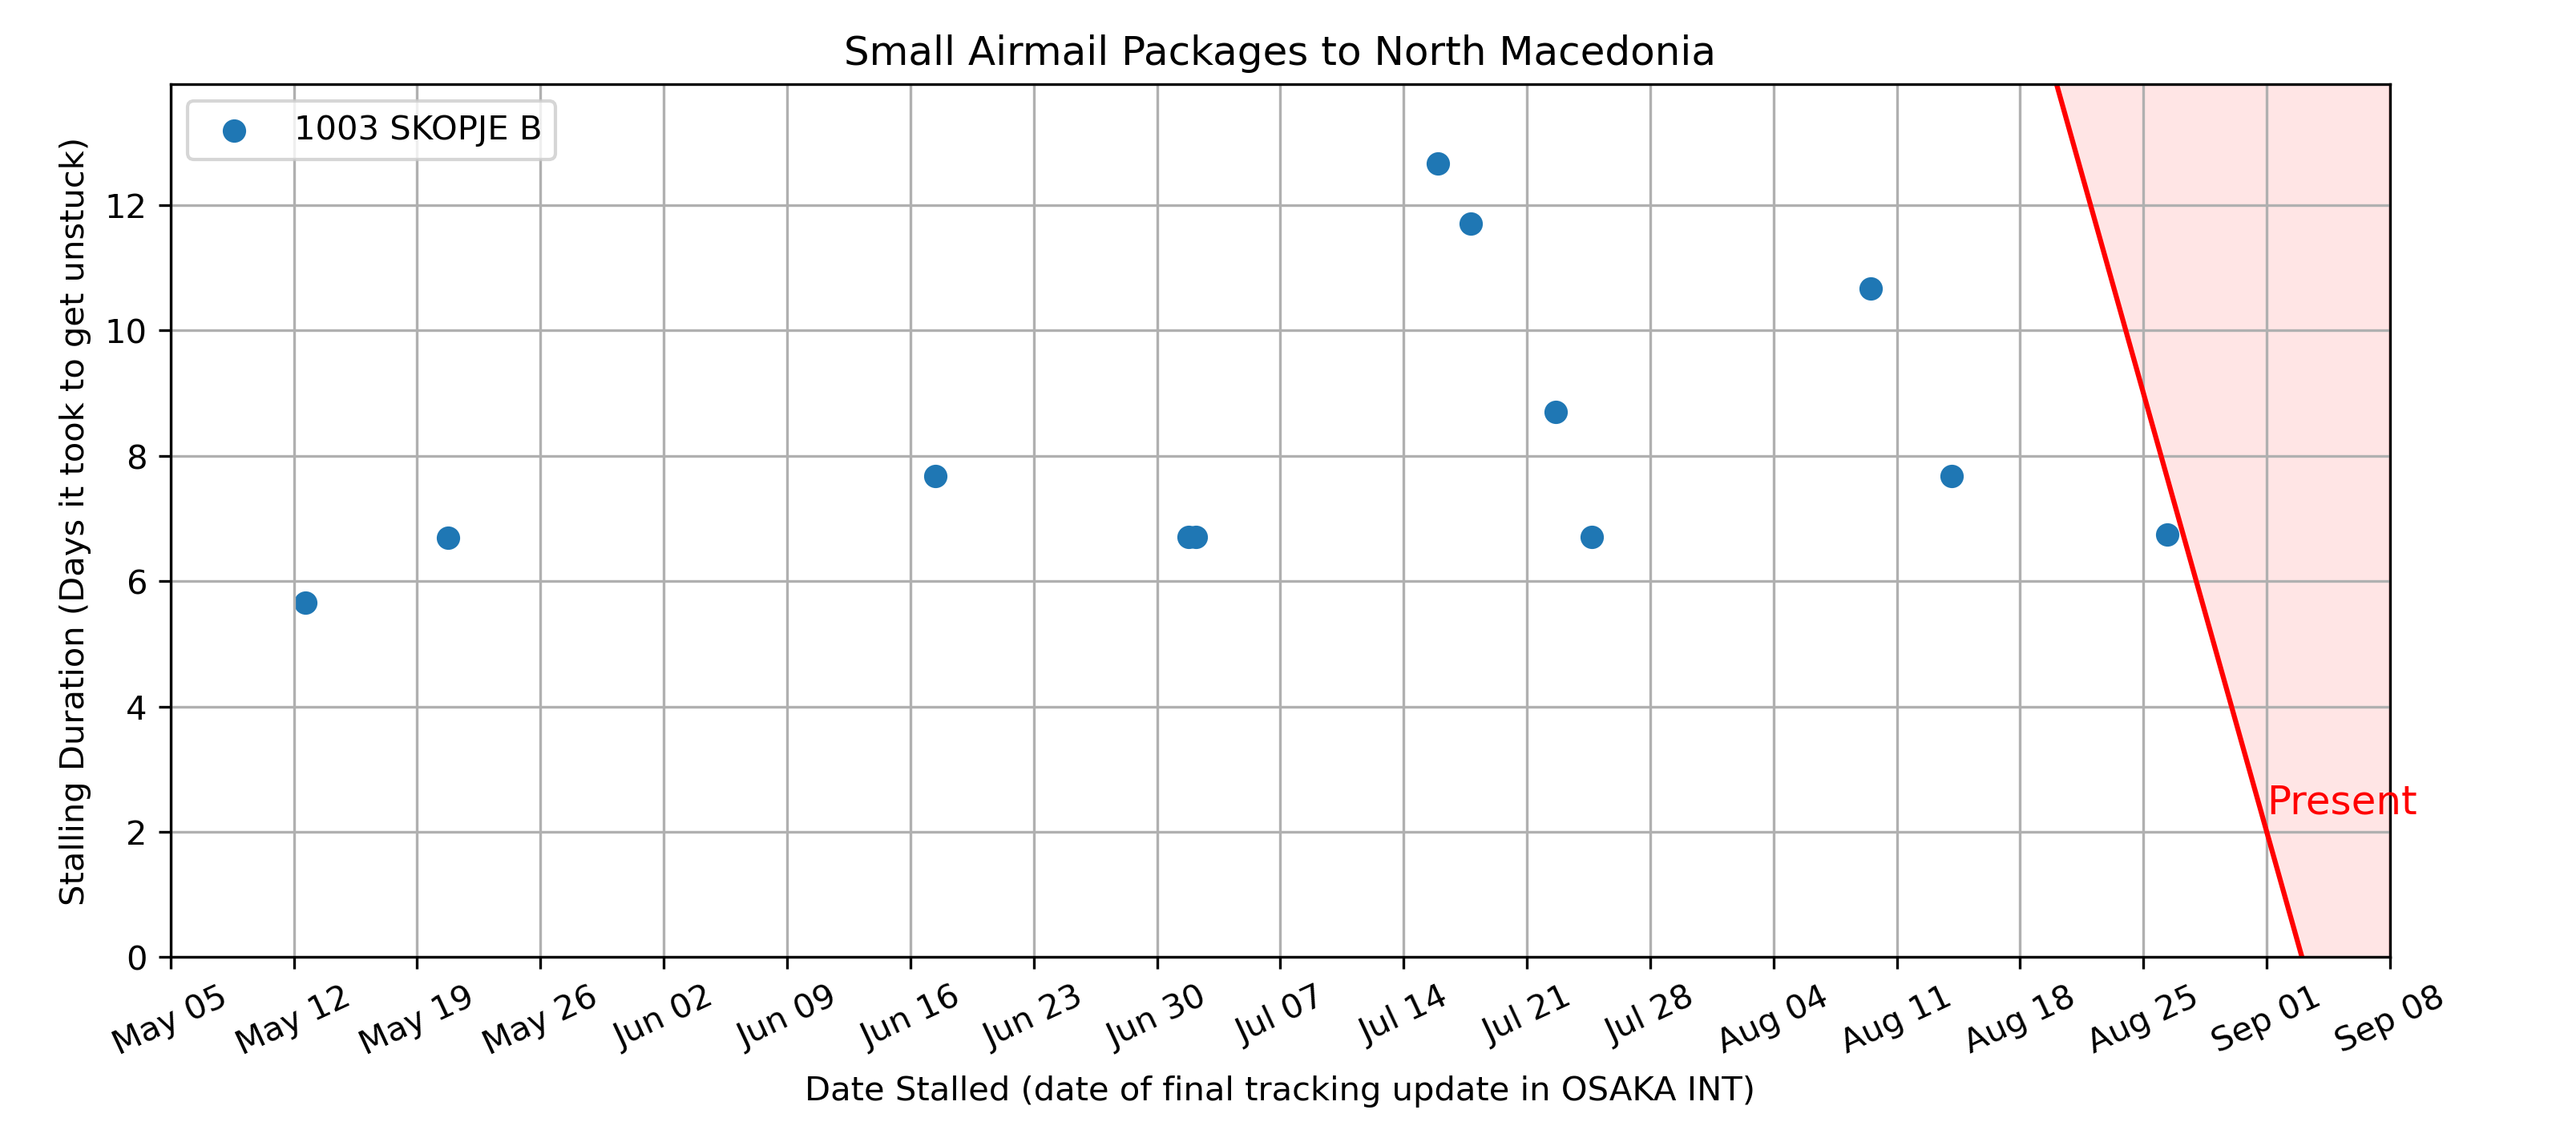 Small Airmail Packages to North Macedonia
1003 SKOPJE B
Stalling Duration (Days it took to get unstuck)
12
10
8
6
4
2
0
Present
May 05
May 12
May 19
May 26
Jun 02
Jun 09
Jun 16
Jun 23
Jun 30
Jul 07
Jul 14
Jul 21
Jul 28
Aug 04
Aug 11
Aug 18
Aug 25
Sep 01
Sep 08
Date Stalled (date of final tracking update in OSAKA INT)